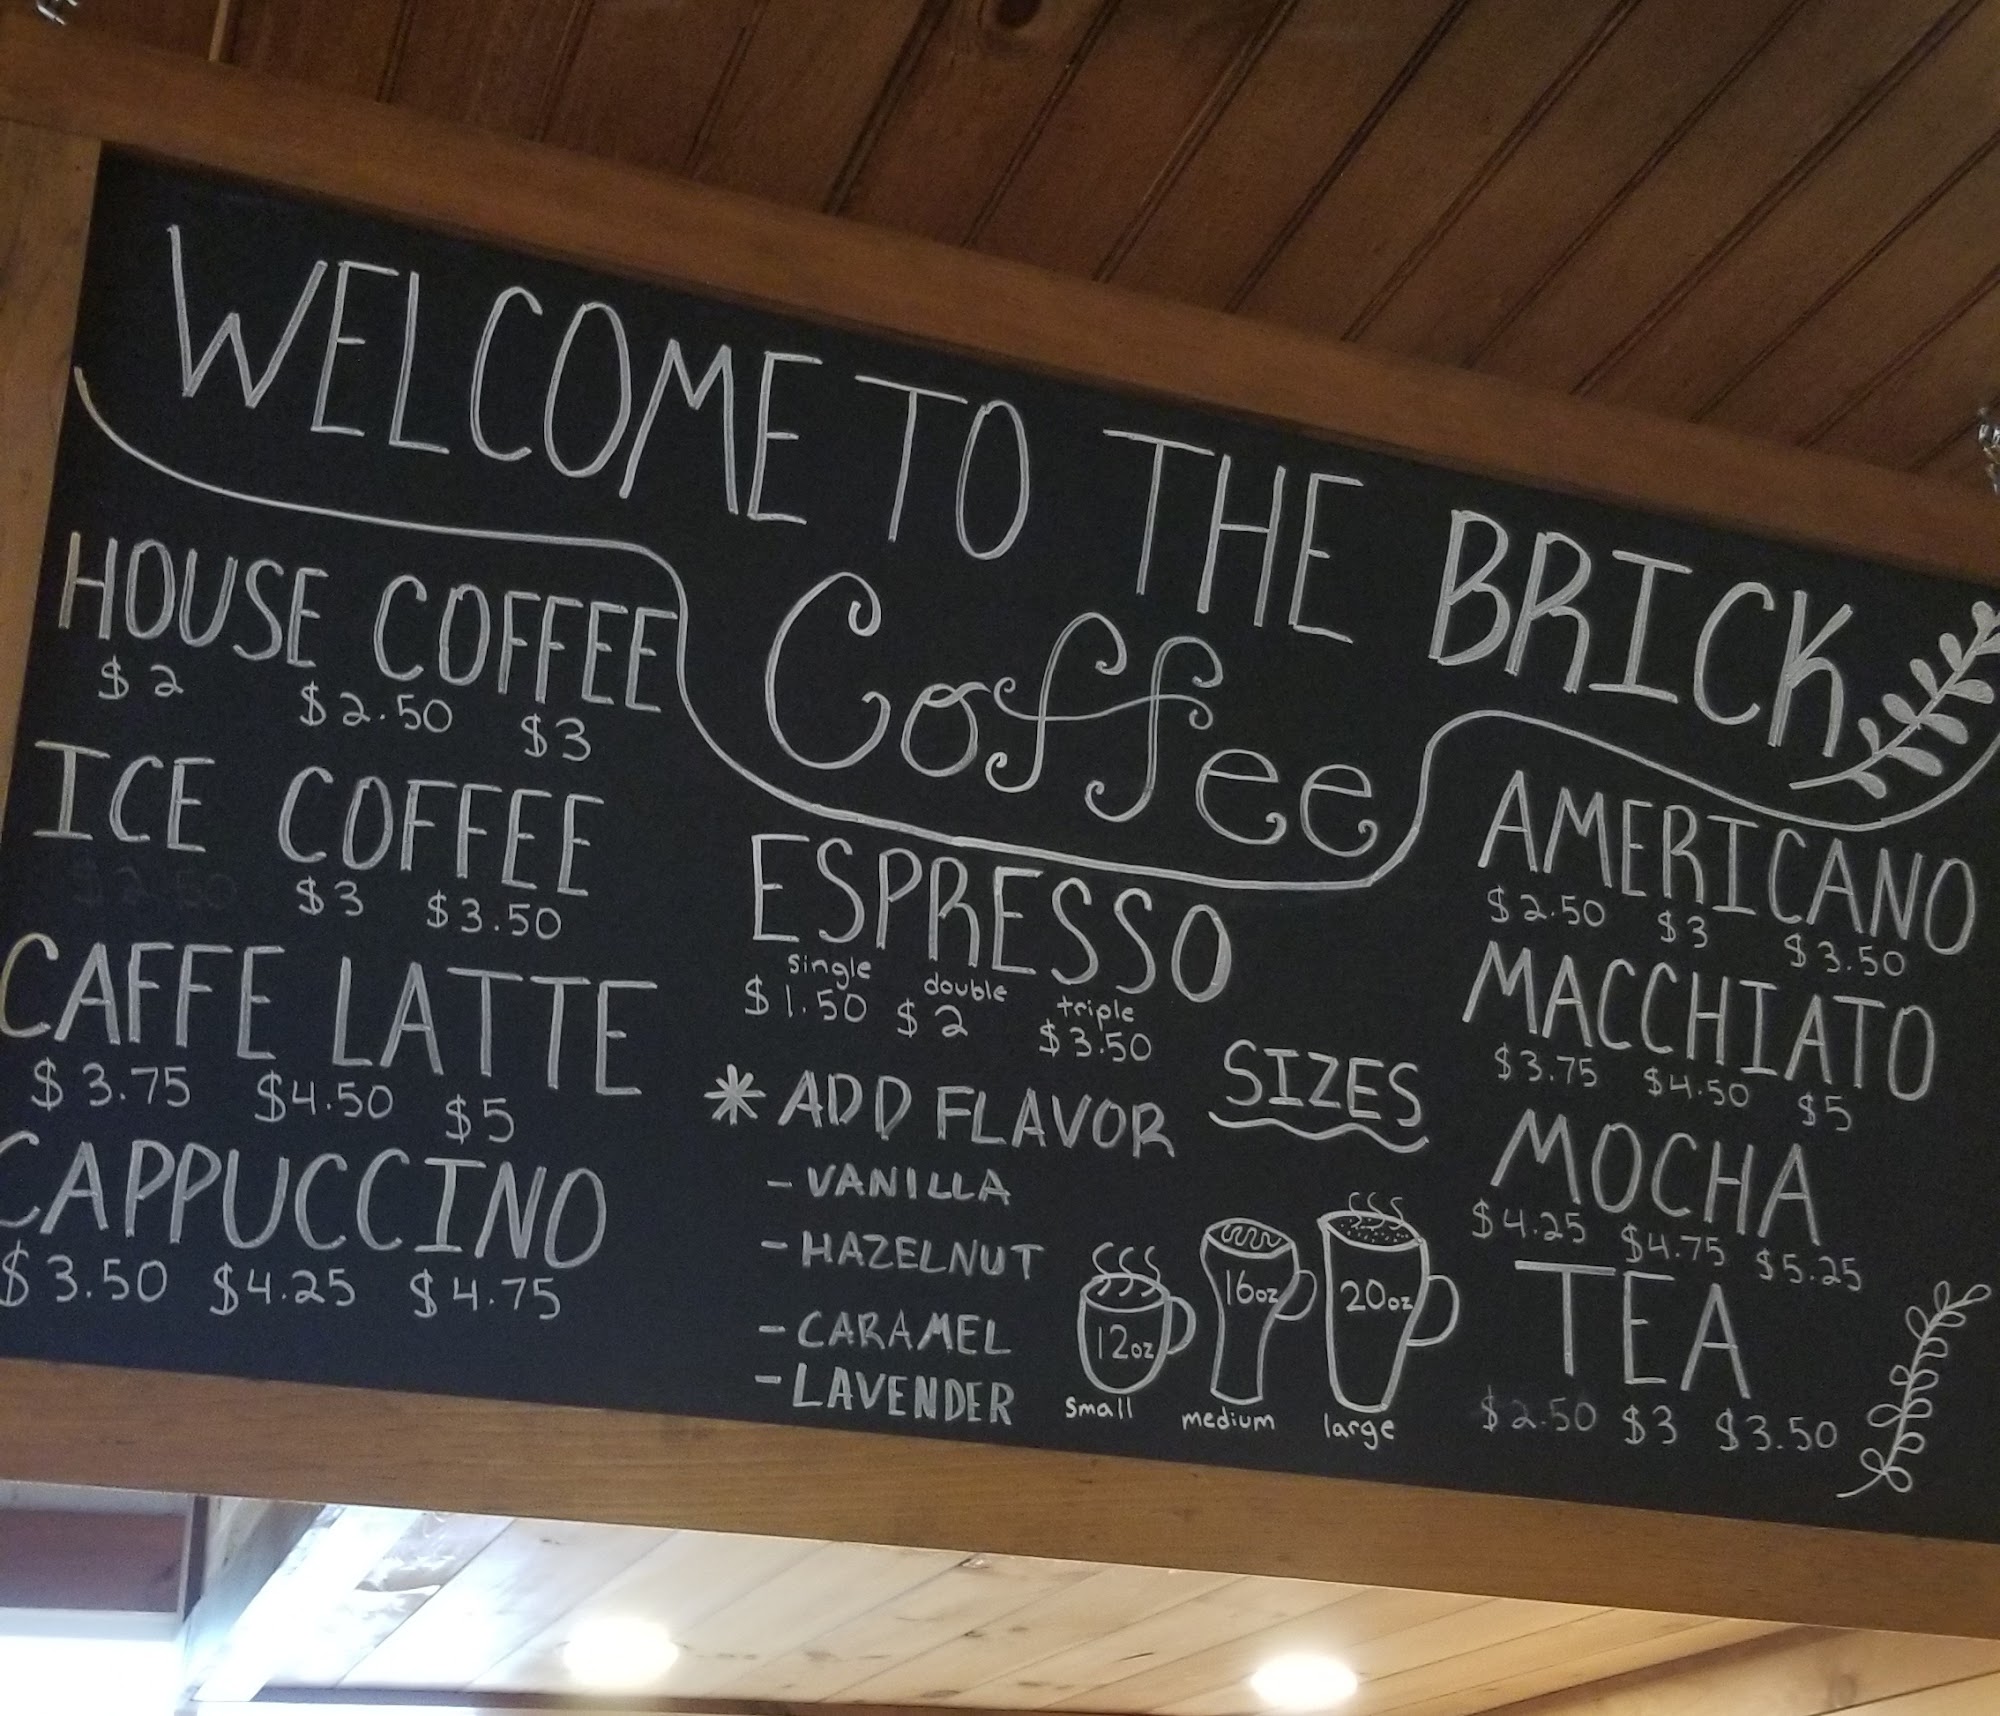 WELCOME TO THE BRICK
Coffee
HOUSE COFFEE
$2 $2.50 $3
ICE COFFEE
$2.50 $3 $3.50
CAFFE LATTE
$3.75 $4.50 $5
CAPPUCCINO
$3.50 $4.25 $4.75
ESPRESSO
single double triple
$1.50 $2 $3.50
* ADD FLAVOR
- VANILLA
- HAZELNUT
- CARAMEL
- LAVENDER
SIZES
12oz 16oz 20oz
small medium large
AMERICANO
$2.50 $3 $3.50
MACCHIATO
$3.75 $4.50 $5
MOCHA
$4.25 $4.75 $5.25
TEA
$2.50 $3 $3.50